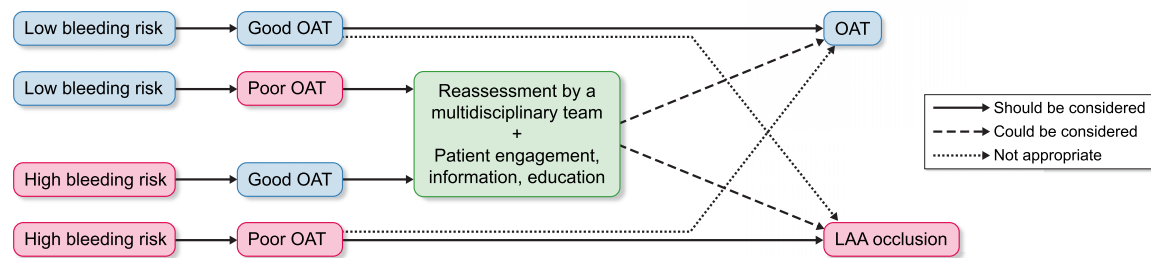 Low bleeding risk
Good OAT
OAT
Low bleeding risk
Poor OAT
Reassessment by a
multidisciplinary team
+
Patient engagement,
information, education
Should be considered
Could be considered
Not appropriate
High bleeding risk
Good OAT
High bleeding risk
Poor OAT
LAA occlusion